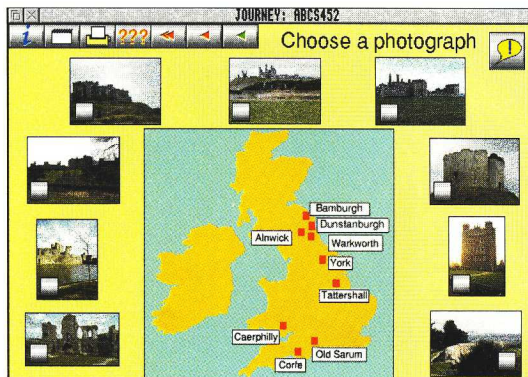 JOURNEY: ABCS452
i
???
Choose a photograph
!
Bamburgh
Dunstanburgh
Alnwick
Warkworth
York
Tattershall
Caerphilly
Old Sarum
Corfe